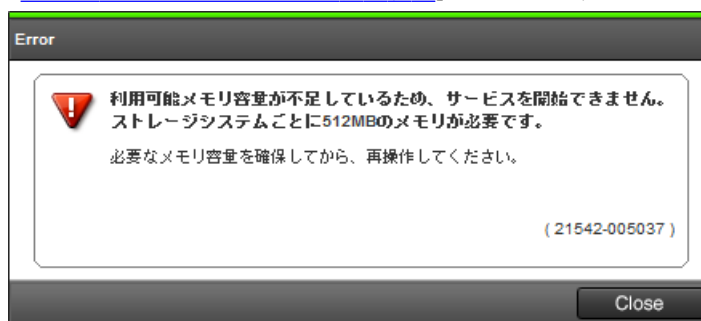 Error
利用可能メモリ容量が不足しているため、サービスを開始できません。
ストレージシステムごとに512MBのメモリが必要です。
必要なメモリ容量を確保してから、再操作してください。
( 21542-005037 )
Close